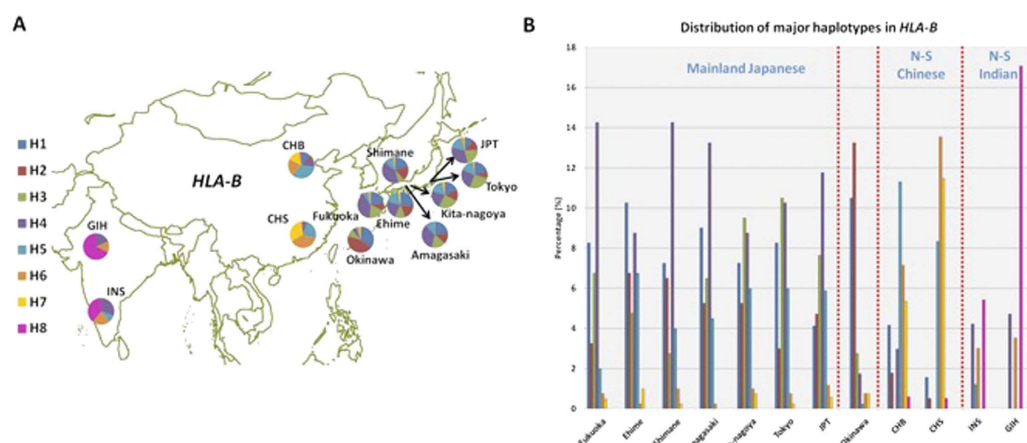 A
H1
H2
H3
H4
H5
H6
H7
H8
HLA-B
CHB
CHS
GIH
INS
Shimane
JPT
Tokyo
Kita-nagoya
Fukuoka
Ehime
Okinawa
Amagasaki
B
Distribution of major haplotypes in HLA-B
Percentage [%]
18
16
14
12
10
8
6
4
2
0
Mainland Japanese
N-S
Chinese
N-S
Indian
Ehime
JPT
CHB
CHS
INS
GIH
Tokyo